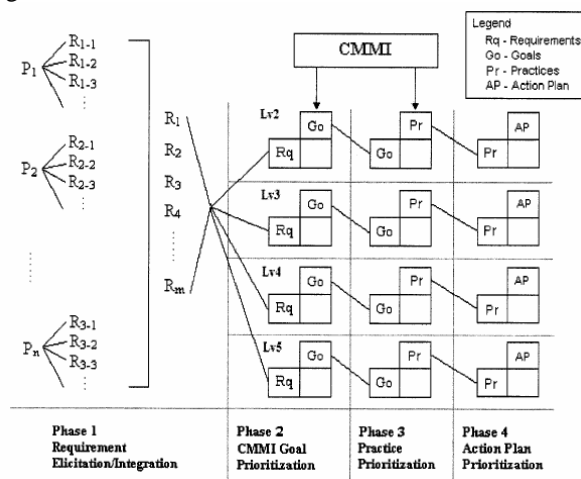 CMMI
Legend
Rq - Requirements
Go - Goals
Pr - Practices
AP - Action Plan
P1
R1-1
R1-2
R1-3
P2
R2-1
R2-2
R2-3
Pn
R3-1
R3-2
R3-3
R1
R2
R3
R4
Rm
Lv2
Go
Rq
Pr
Go
AP
Pr
Lv3
Go
Rq
Pr
Go
AP
Pr
Lv4
Go
Rq
Pr
Go
AP
Pr
Lv5
Go
Rq
Pr
Go
AP
Pr
Phase 1
Requirement
Elicitation/Integration
Phase 2
CMMI Goal
Prioritization
Phase 3
Practice
Prioritization
Phase 4
Action Plan
Prioritization